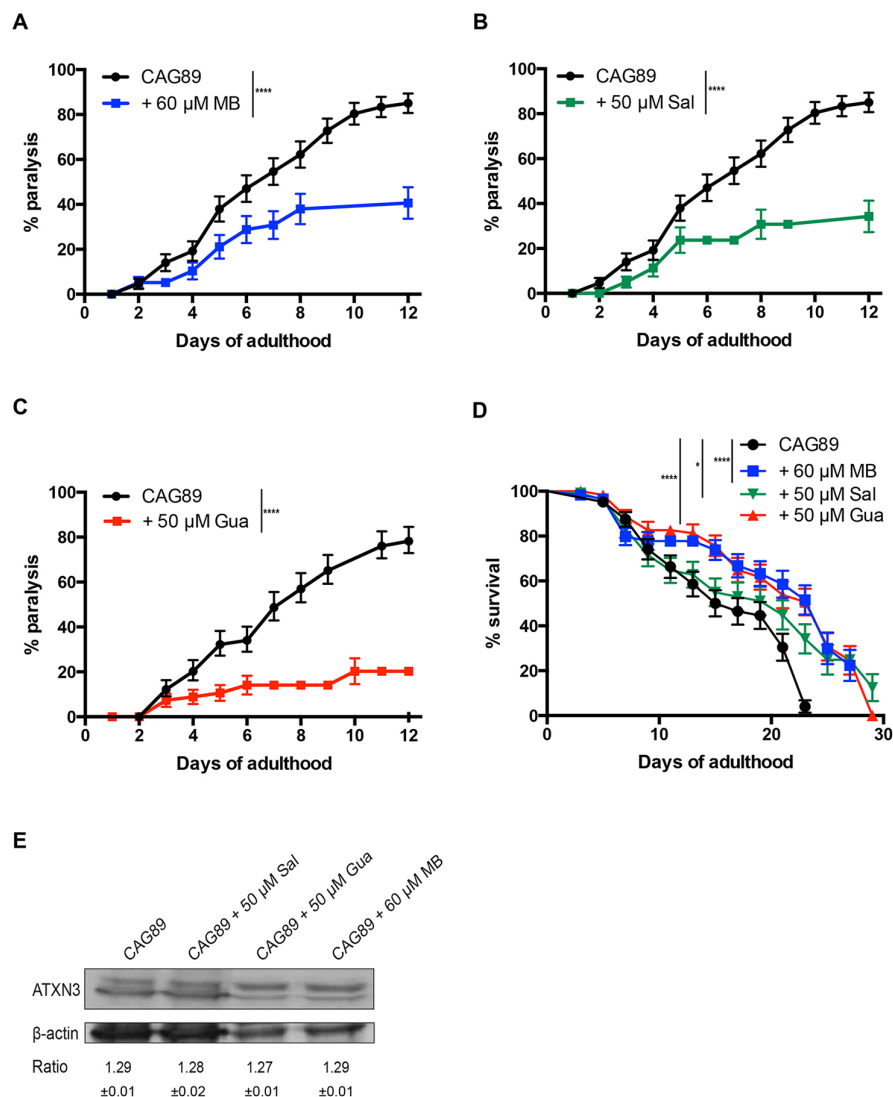 A
CAG89
+ 60 µM MB
****
% paralysis
100
80
60
40
20
0
0 2 4 6 8 10 12
Days of adulthood
B
CAG89
+ 50 µM Sal
****
% paralysis
100
80
60
40
20
0
0 2 4 6 8 10 12
Days of adulthood
C
CAG89
+ 50 µM Gua
****
% paralysis
100
80
60
40
20
0
0 2 4 6 8 10 12
Days of adulthood
D
**** * ****
CAG89
+ 60 µM MB
+ 50 µM Sal
+ 50 µM Gua
% survival
100
80
60
40
20
0
0 10 20 30
Days of adulthood
E
CAG89
CAG89 + 50 µM Sal
CAG89 + 50 µM Gua
CAG89 + 60 µM MB
ATXN3
β-actin
Ratio 1.29 1.28 1.27 1.29
±0.01 ±0.02 ±0.01 ±0.01